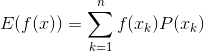 E(f(x)) = \sum_{k=1}^{n} f(x_k) P(x_k)